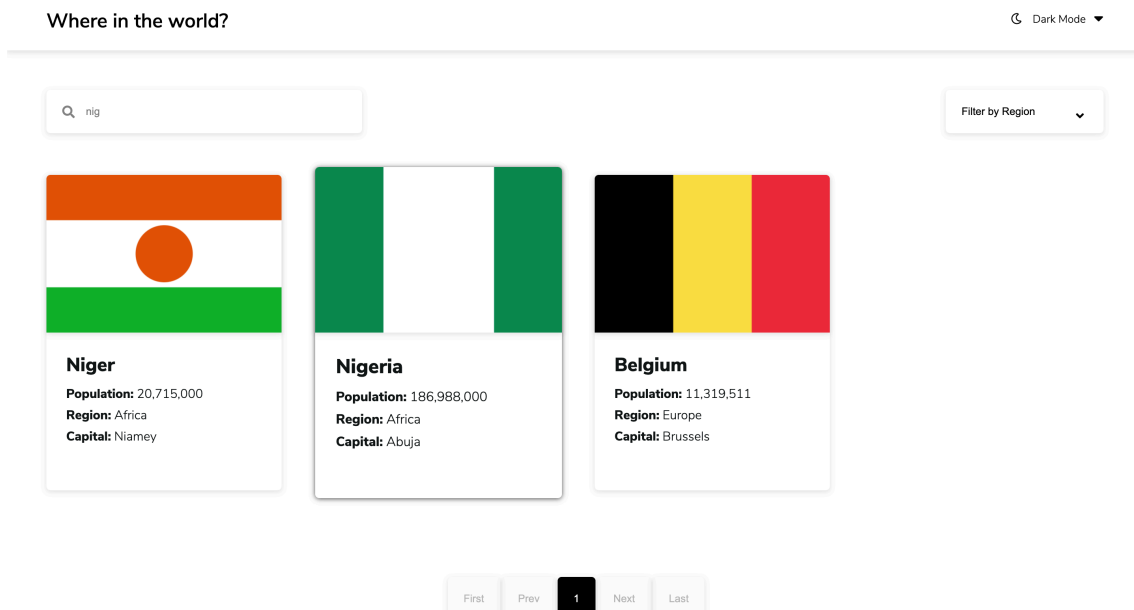 Where in the world?
Dark Mode
nig
Filter by Region
Niger
Population: 20,715,000
Region: Africa
Capital: Niamey
Nigeria
Population: 186,988,000
Region: Africa
Capital: Abuja
Belgium
Population: 11,319,511
Region: Europe
Capital: Brussels
First Prev 1 Next Last